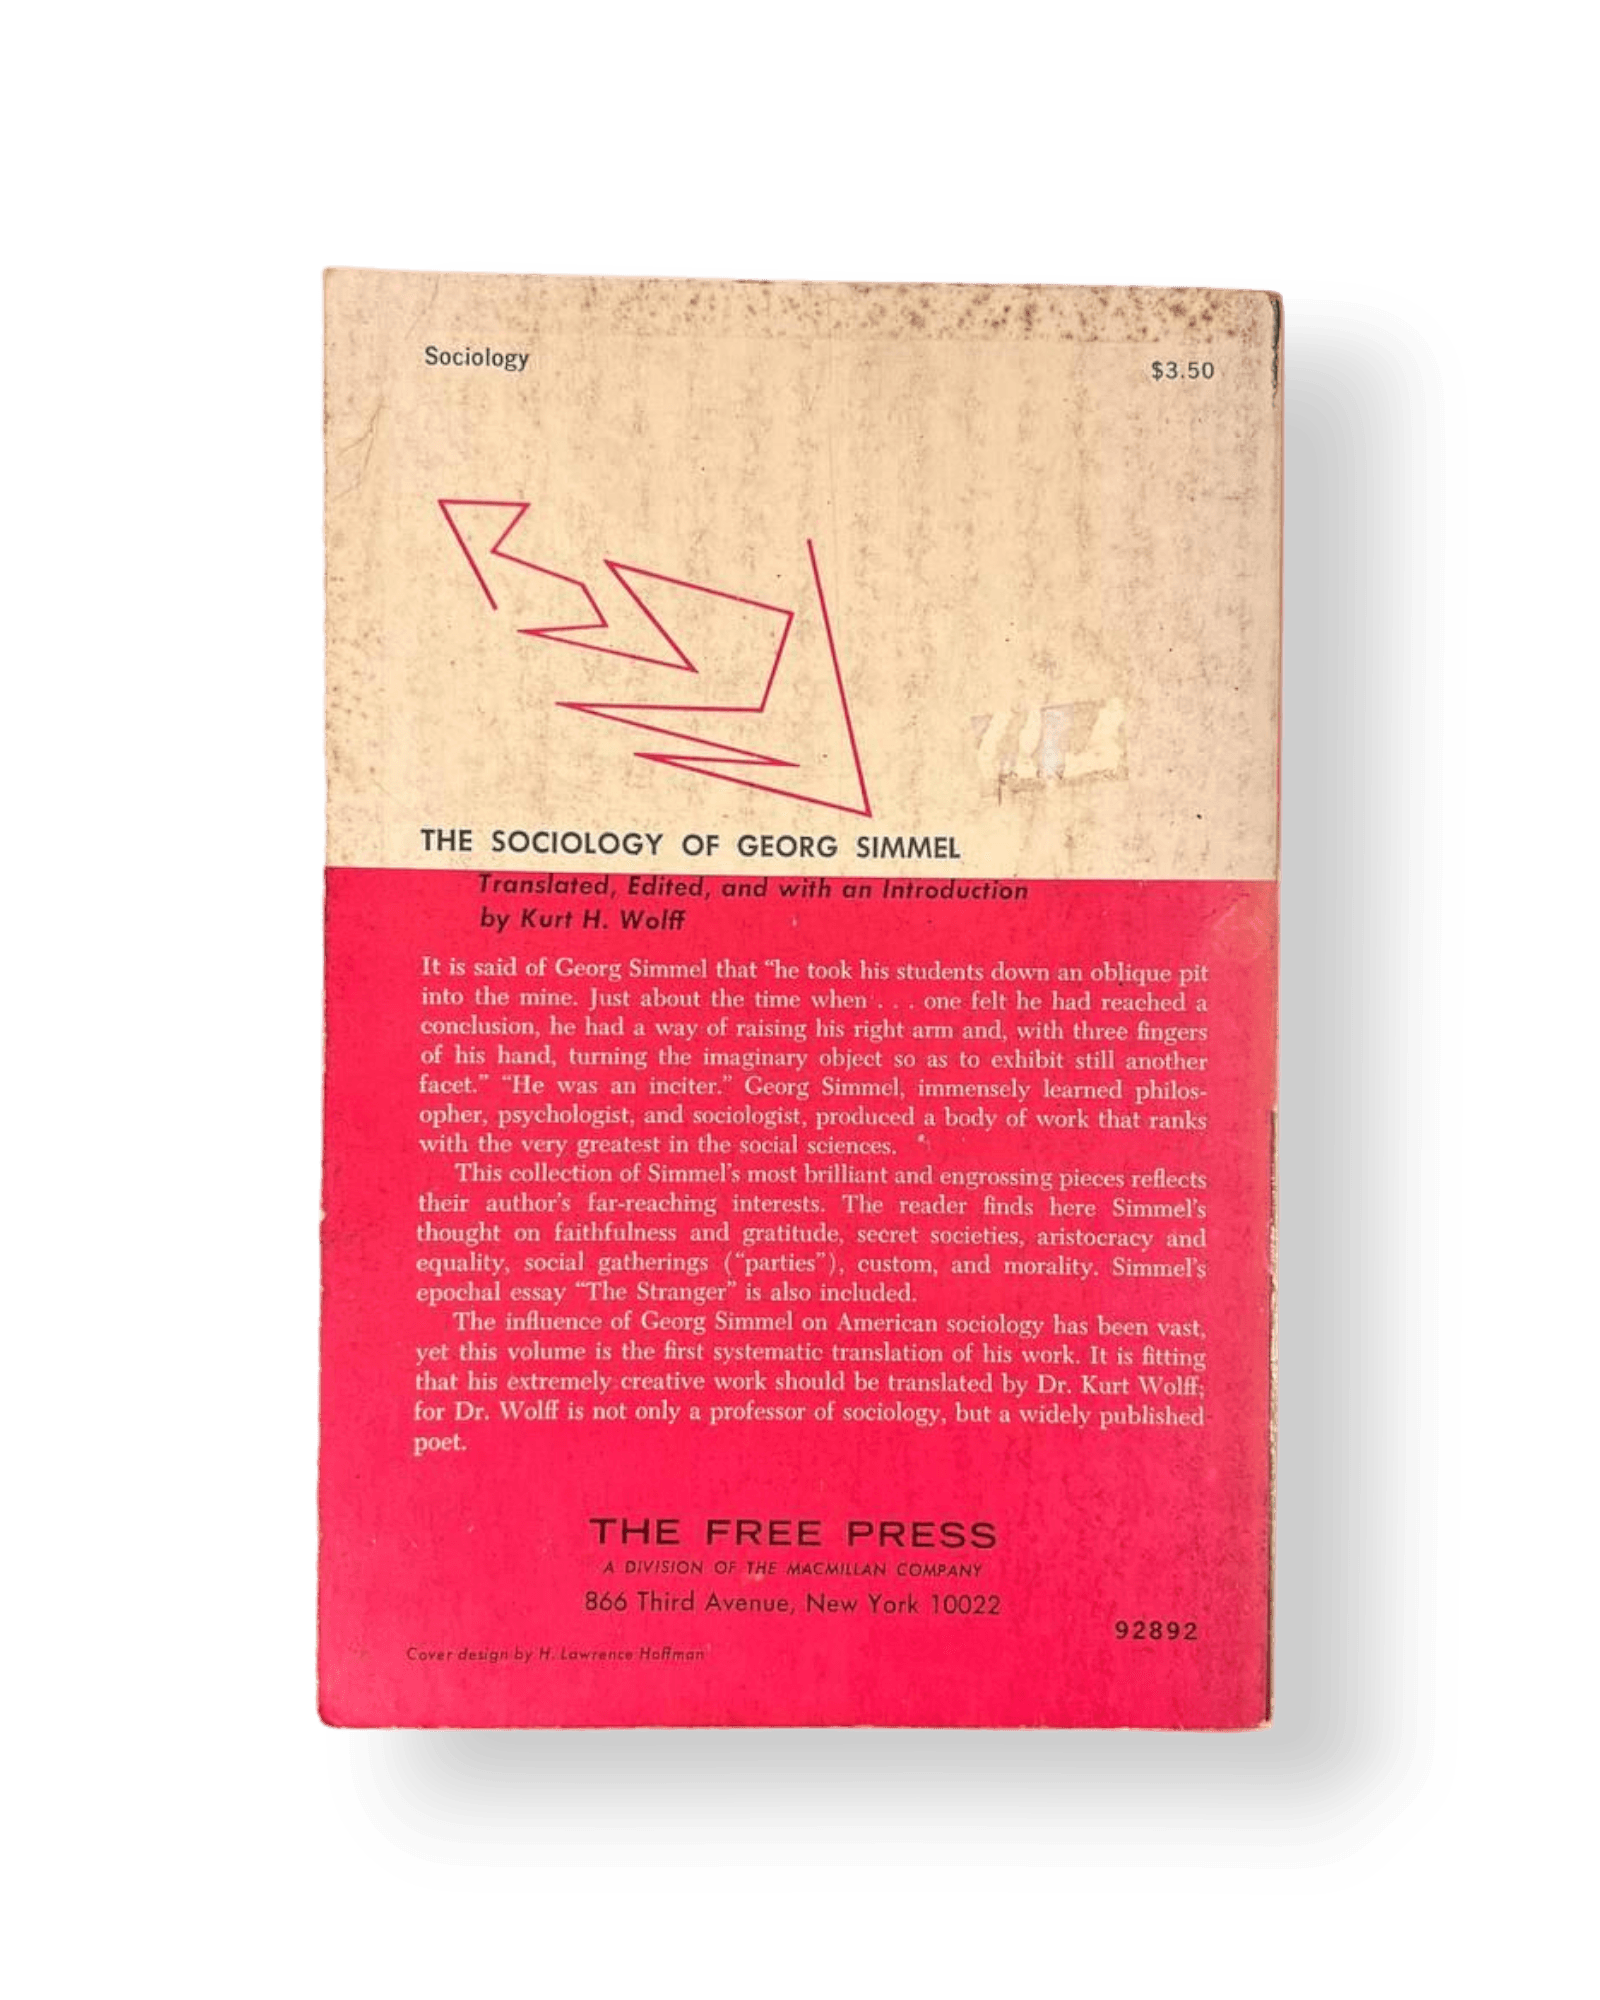 Sociology
$3.50
THE SOCIOLOGY OF GEORG SIMMEL
Translated, Edited, and with an Introduction
by Kurt H. Wolff
It is said of Georg Simmel that “he took his students down an oblique pit
into the mine. Just about the time when . . . one felt he had reached a
conclusion, he had a way of raising his right arm and, with three fingers
of his hand, turning the imaginary object so as to exhibit still another
facet.” “He was an inciter.” Georg Simmel, immensely learned philos-
opher, psychologist, and sociologist, produced a body of work that ranks
with the very greatest in the social sciences.
This collection of Simmel’s most brilliant and engrossing pieces reflects
their author’s far-reaching interests. The reader finds here Simmel’s
thought on faithfulness and gratitude, secret societies, aristocracy and
equality, social gatherings (“parties”), custom, and morality. Simmel’s
epochal essay “The Stranger” is also included.
The influence of Georg Simmel on American sociology has been vast,
yet this volume is the first systematic translation of his work. It is fitting
that his extremely creative work should be translated by Dr. Kurt Wolff;
for Dr. Wolff is not only a professor of sociology, but a widely published
poet.
THE FREE PRESS
A DIVISION OF THE MACMILLAN COMPANY
866 Third Avenue, New York 10022
92892
Cover design by H. Lawrence Hoffman